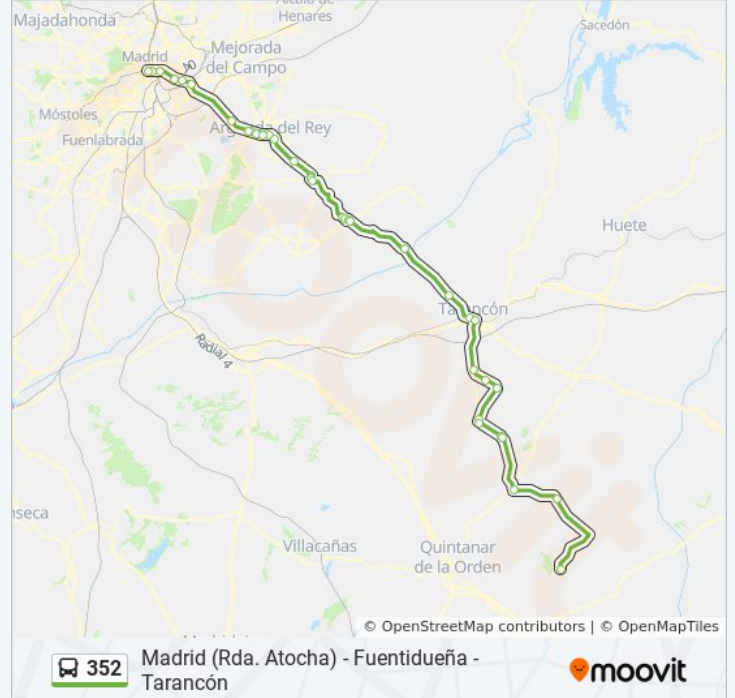 Alcalá de
Henares
Majadahonda
Sacedón
Madrid
Mejorada
del Campo
Móstoles
Arganda del Rey
Fuenlabrada
Huete
Tarancón
Radial 4
nseca
Villacañas
Quintanar
de la Orden
© OpenStreetMap contributors | © OpenMapTiles
352
Madrid (Rda. Atocha) - Fuentidueña -
Tarancón
moovit